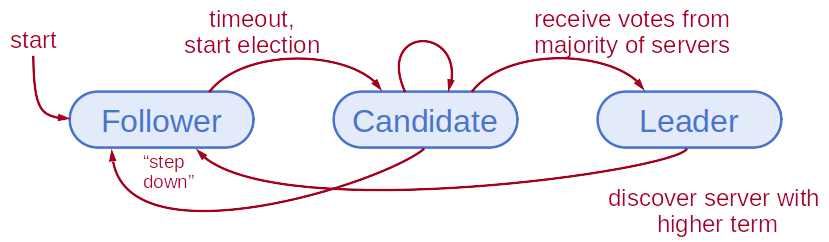 start
timeout,
start election
receive votes from
majority of servers
Follower
Candidate
Leader
“step
down”
discover server with
higher term